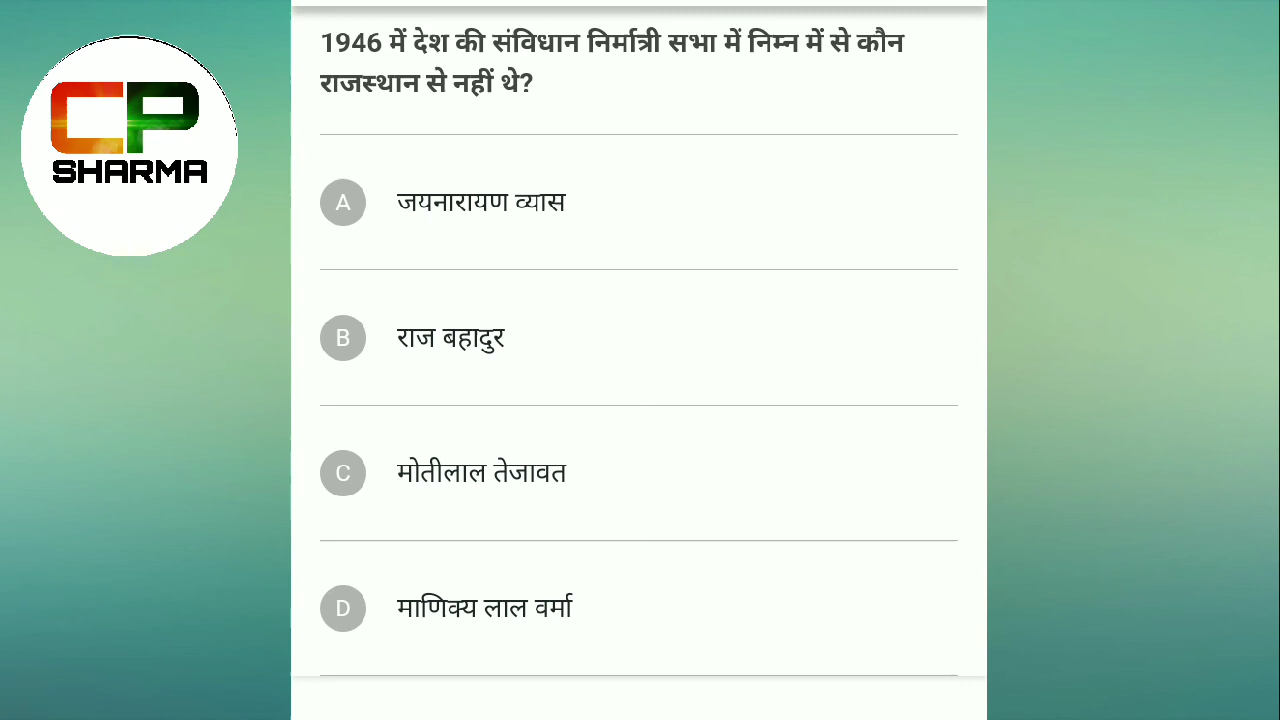 CP
SHARMA
1946 में देश की संविधान निर्मात्री सभा में निम्न में से कौन
राजस्थान से नहीं थे?
A जयनारायण व्यास
B राज बहादुर
C मोतीलाल तेजावत
D माणिक्य लाल वर्मा